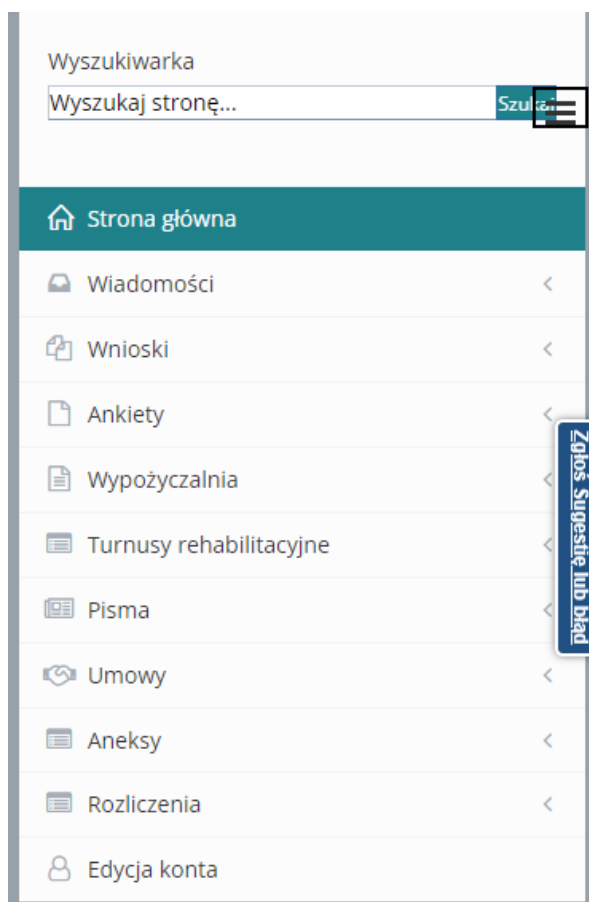 Wyszukiwarka
Wyszukaj stronę...
Szukaj
Strona główna
Wiadomości
Wnioski
Ankiety
Wypożyczalnia
Turnusy rehabilitacyjne
Pisma
Umowy
Aneksy
Rozliczenia
Edycja konta
Zgłoś Sugestię lub błąd